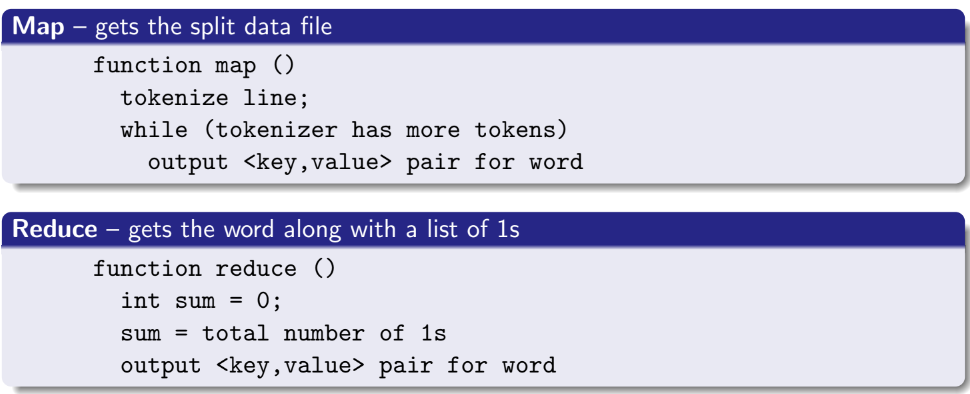 Map – gets the split data file
function map ()
tokenize line;
while (tokenizer has more tokens)
output <key,value> pair for word
Reduce – gets the word along with a list of 1s
function reduce ()
int sum = 0;
sum = total number of 1s
output <key,value> pair for word